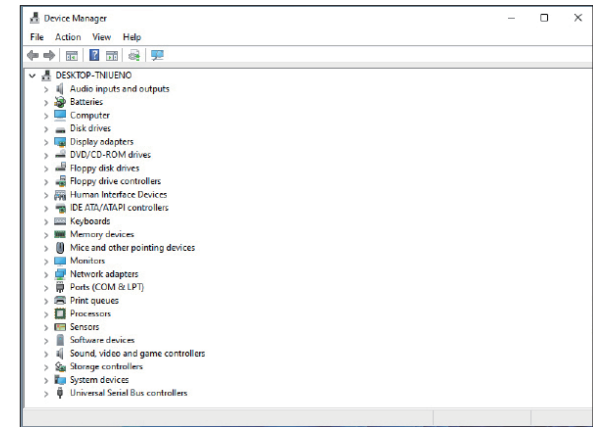 Device Manager
File Action View Help
DESKTOP-TNIUENO
Audio inputs and outputs
Batteries
Computer
Disk drives
Display adapters
DVD/CD-ROM drives
Floppy disk drives
Floppy drive controllers
Human Interface Devices
IDE ATA/ATAPI controllers
Keyboards
Memory devices
Mice and other pointing devices
Monitors
Network adapters
Ports (COM & LPT)
Print queues
Processors
Sensors
Software devices
Sound, video and game controllers
Storage controllers
System devices
Universal Serial Bus controllers